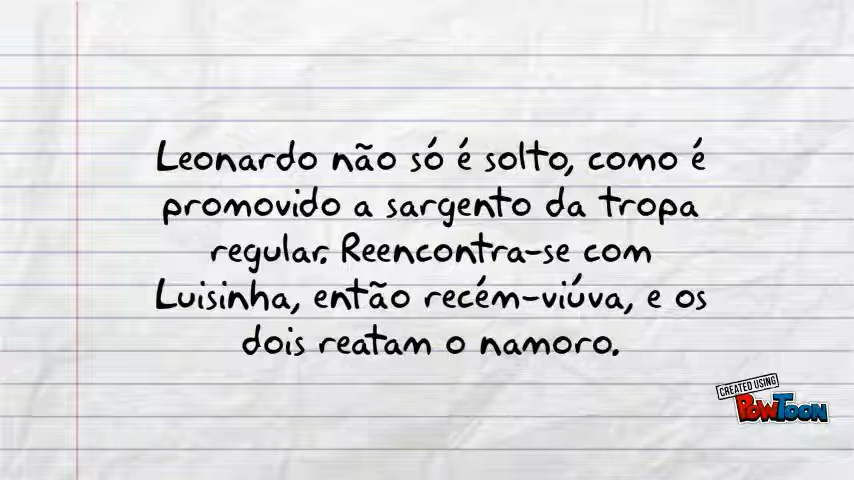 Leonardo não só é solto, como é
promovido a sargento da tropa
regular. Reencontra-se com
Luisinha, então recém-viúva, e os
dois reatam o namoro.
CREATED USING
PowToon